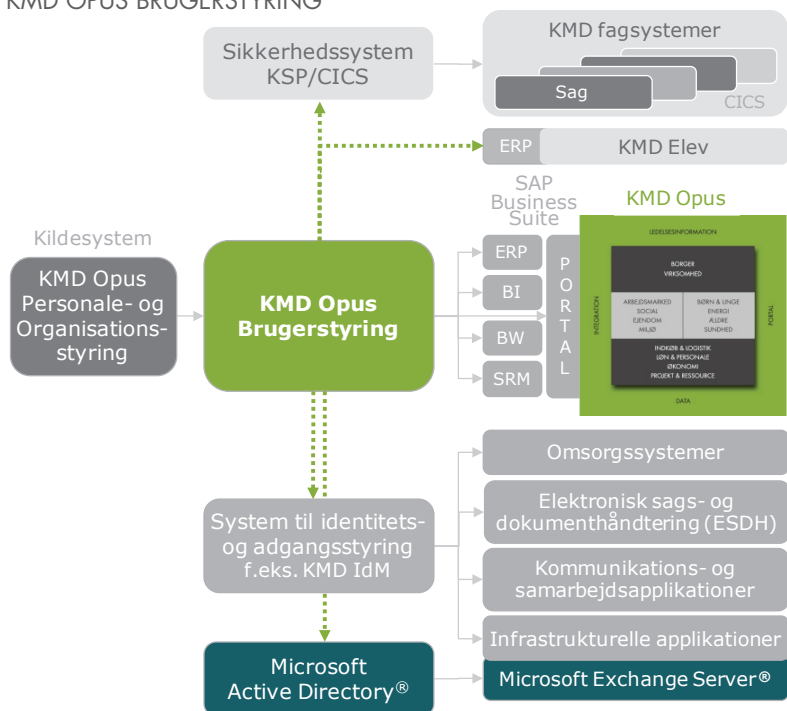 KMD OPUS BRUGERSTYRING
Sikkerhedssystem
KSP/CICS
KMD fagsystemer
Sag
CICS
ERP
KMD Elev
SAP
Business
Suite
KMD Opus
Kildesystem
KMD Opus
Personale- og
Organisations-
styring
KMD Opus
Brugerstyring
ERP
BI
BW
SRM
P
O
R
T
A
L
LEDELSESINFORMATION
INTEGRATION
BORGER
VIRKSOMHED
ARBEJDSMARKED
SOCIAL
EJENDOM
MILJØ
BØRN & UNGE
ENERGI
ÆLDRE
SUNDHED
INDKØB & LOGISTIK
LØN & PERSONALE
ØKONOMI
PROJEKT & RESSOURCE
PORTAL
DATA
System til identitets-
og adgangsstyring
f.eks. KMD IdM
Omsorgssystemer
Elektronisk sags- og
dokumenthåndtering (ESDH)
Kommunikations- og
samarbejdsapplikationer
Infrastrukturelle applikationer
Microsoft
Active Directory®
Microsoft Exchange Server®